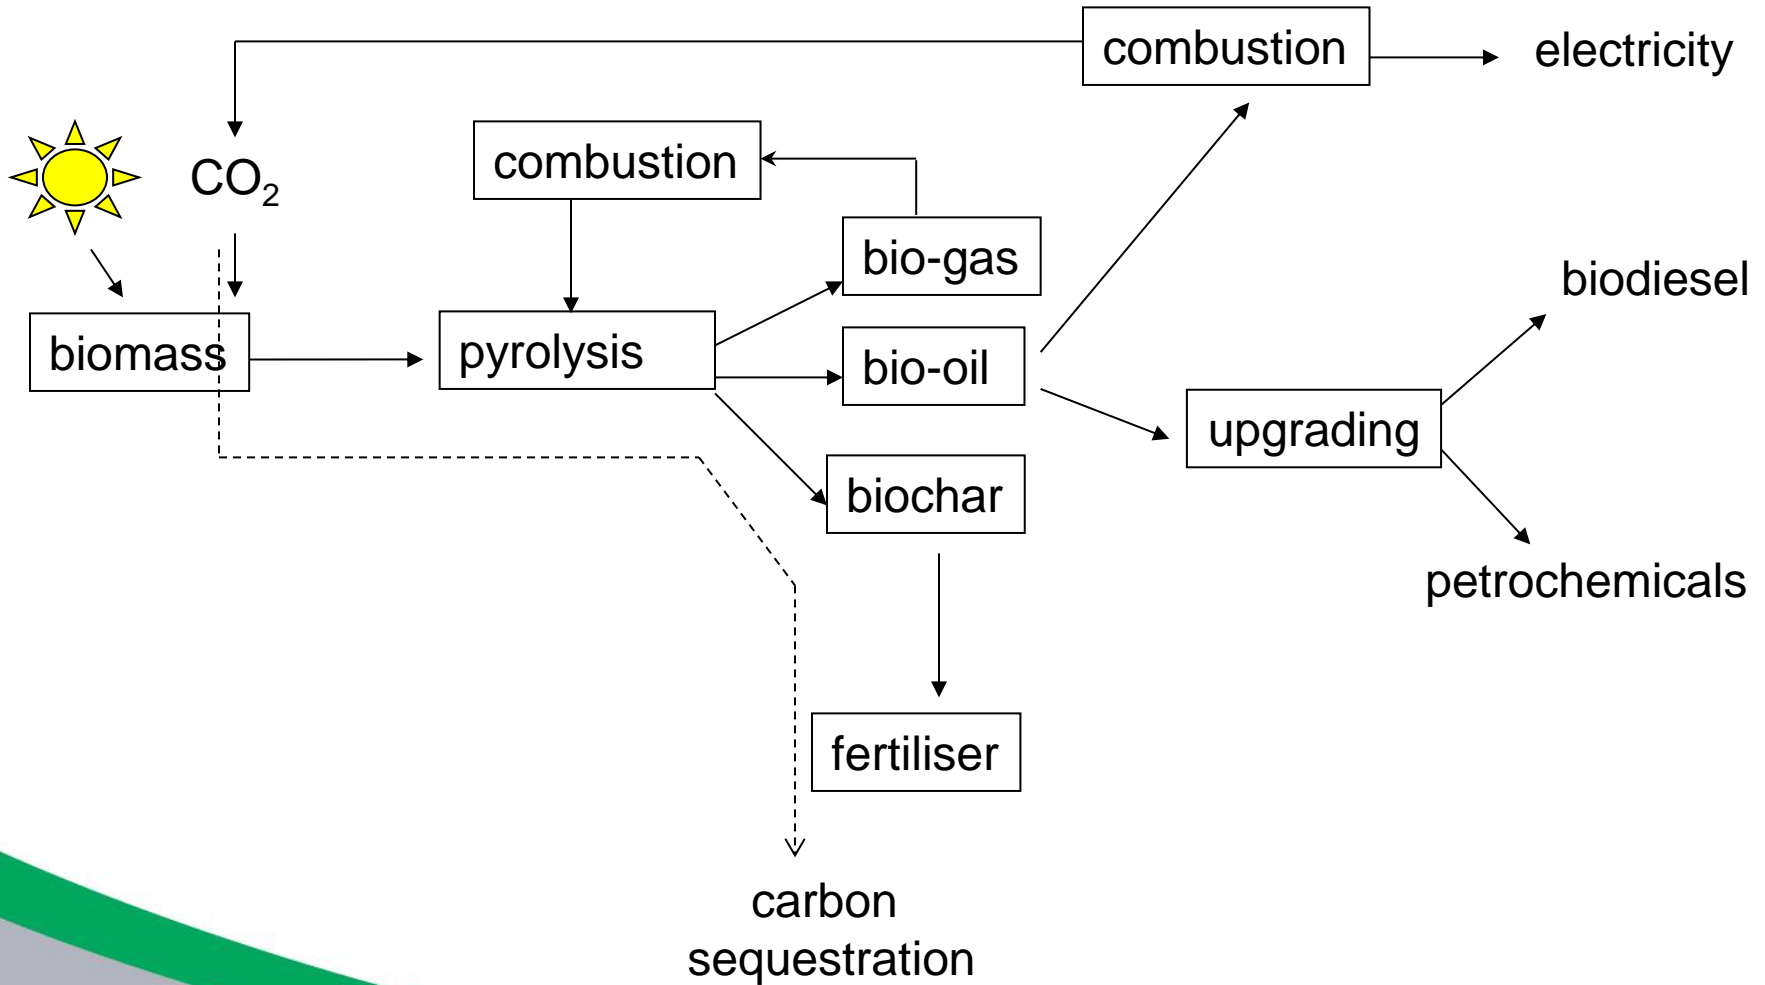 combustion
electricity
combustion
CO₂
bio-gas
biodiesel
biomass
pyrolysis
bio-oil
upgrading
biochar
petrochemicals
fertiliser
carbon
sequestration